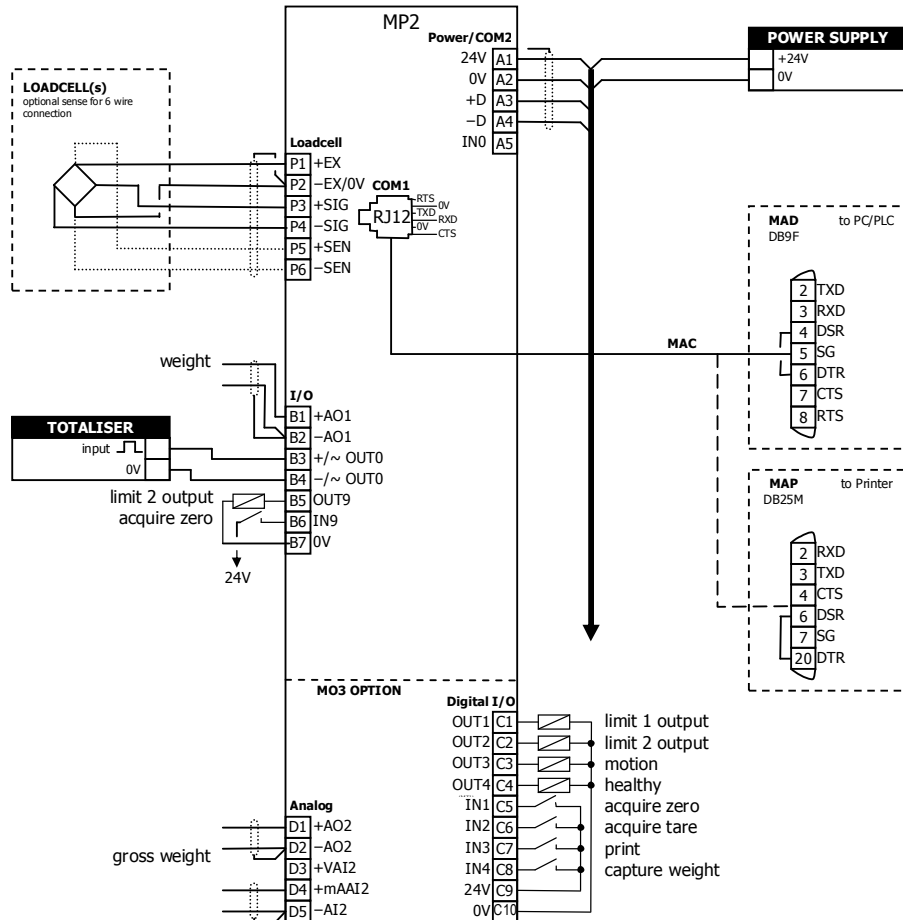 MP2
Power/COM2
24V A1
0V A2
+D A3
−D A4
IN0 A5
POWER SUPPLY
+24V
0V
LOADCELL(s)
optional sense for 6 wire
connection
Loadcell
P1 +EX
P2 −EX/0V
P3 +SIG
P4 −SIG
P5 +SEN
P6 −SEN
COM1
RJ12
RTS
0V
TXD
RXD
0V
CTS
MAC
MAD to PC/PLC
DB9F
2 TXD
3 RXD
4 DSR
5 SG
6 DTR
7 CTS
8 RTS
weight
I/O
B1 +AO1
B2 −AO1
B3 +/~ OUT0
B4 −/~ OUT0
B5 OUT9
B6 IN9
B7 0V
TOTALISER
input
0V
limit 2 output
acquire zero
24V
MAP to Printer
DB25M
2 RXD
3 TXD
4 CTS
6 DSR
7 SG
20 DTR
MO3 OPTION
Digital I/O
OUT1 C1 limit 1 output
OUT2 C2 limit 2 output
OUT3 C3 motion
OUT4 C4 healthy
IN1 C5 acquire zero
IN2 C6 acquire tare
IN3 C7 print
IN4 C8 capture weight
24V C9
0V C10
Analog
D1 +AO2
D2 −AO2
D3 +VAI2
D4 +mAAI2
D5 −AI2
gross weight